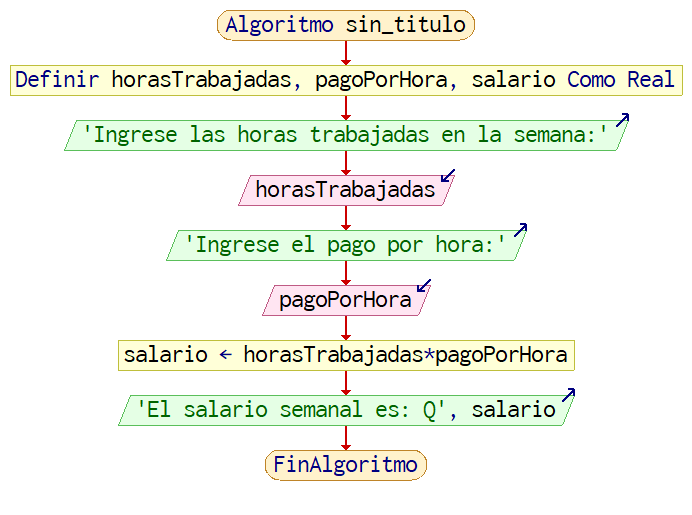 Algoritmo sin_titulo
Definir horasTrabajadas, pagoPorHora, salario Como Real
'Ingrese las horas trabajadas en la semana:'
horasTrabajadas
'Ingrese el pago por hora:'
pagoPorHora
salario ← horasTrabajadas*pagoPorHora
'El salario semanal es: Q', salario
FinAlgoritmo